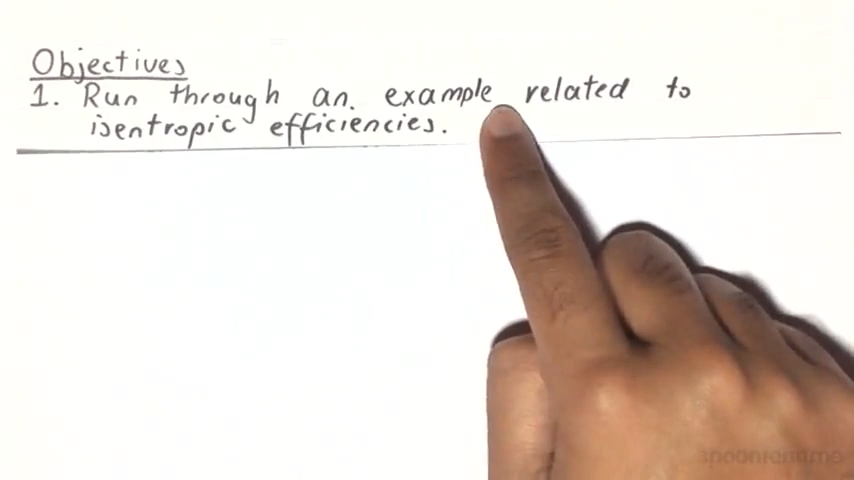 Objectives
1. Run through an example related to
isentropic efficiencies.